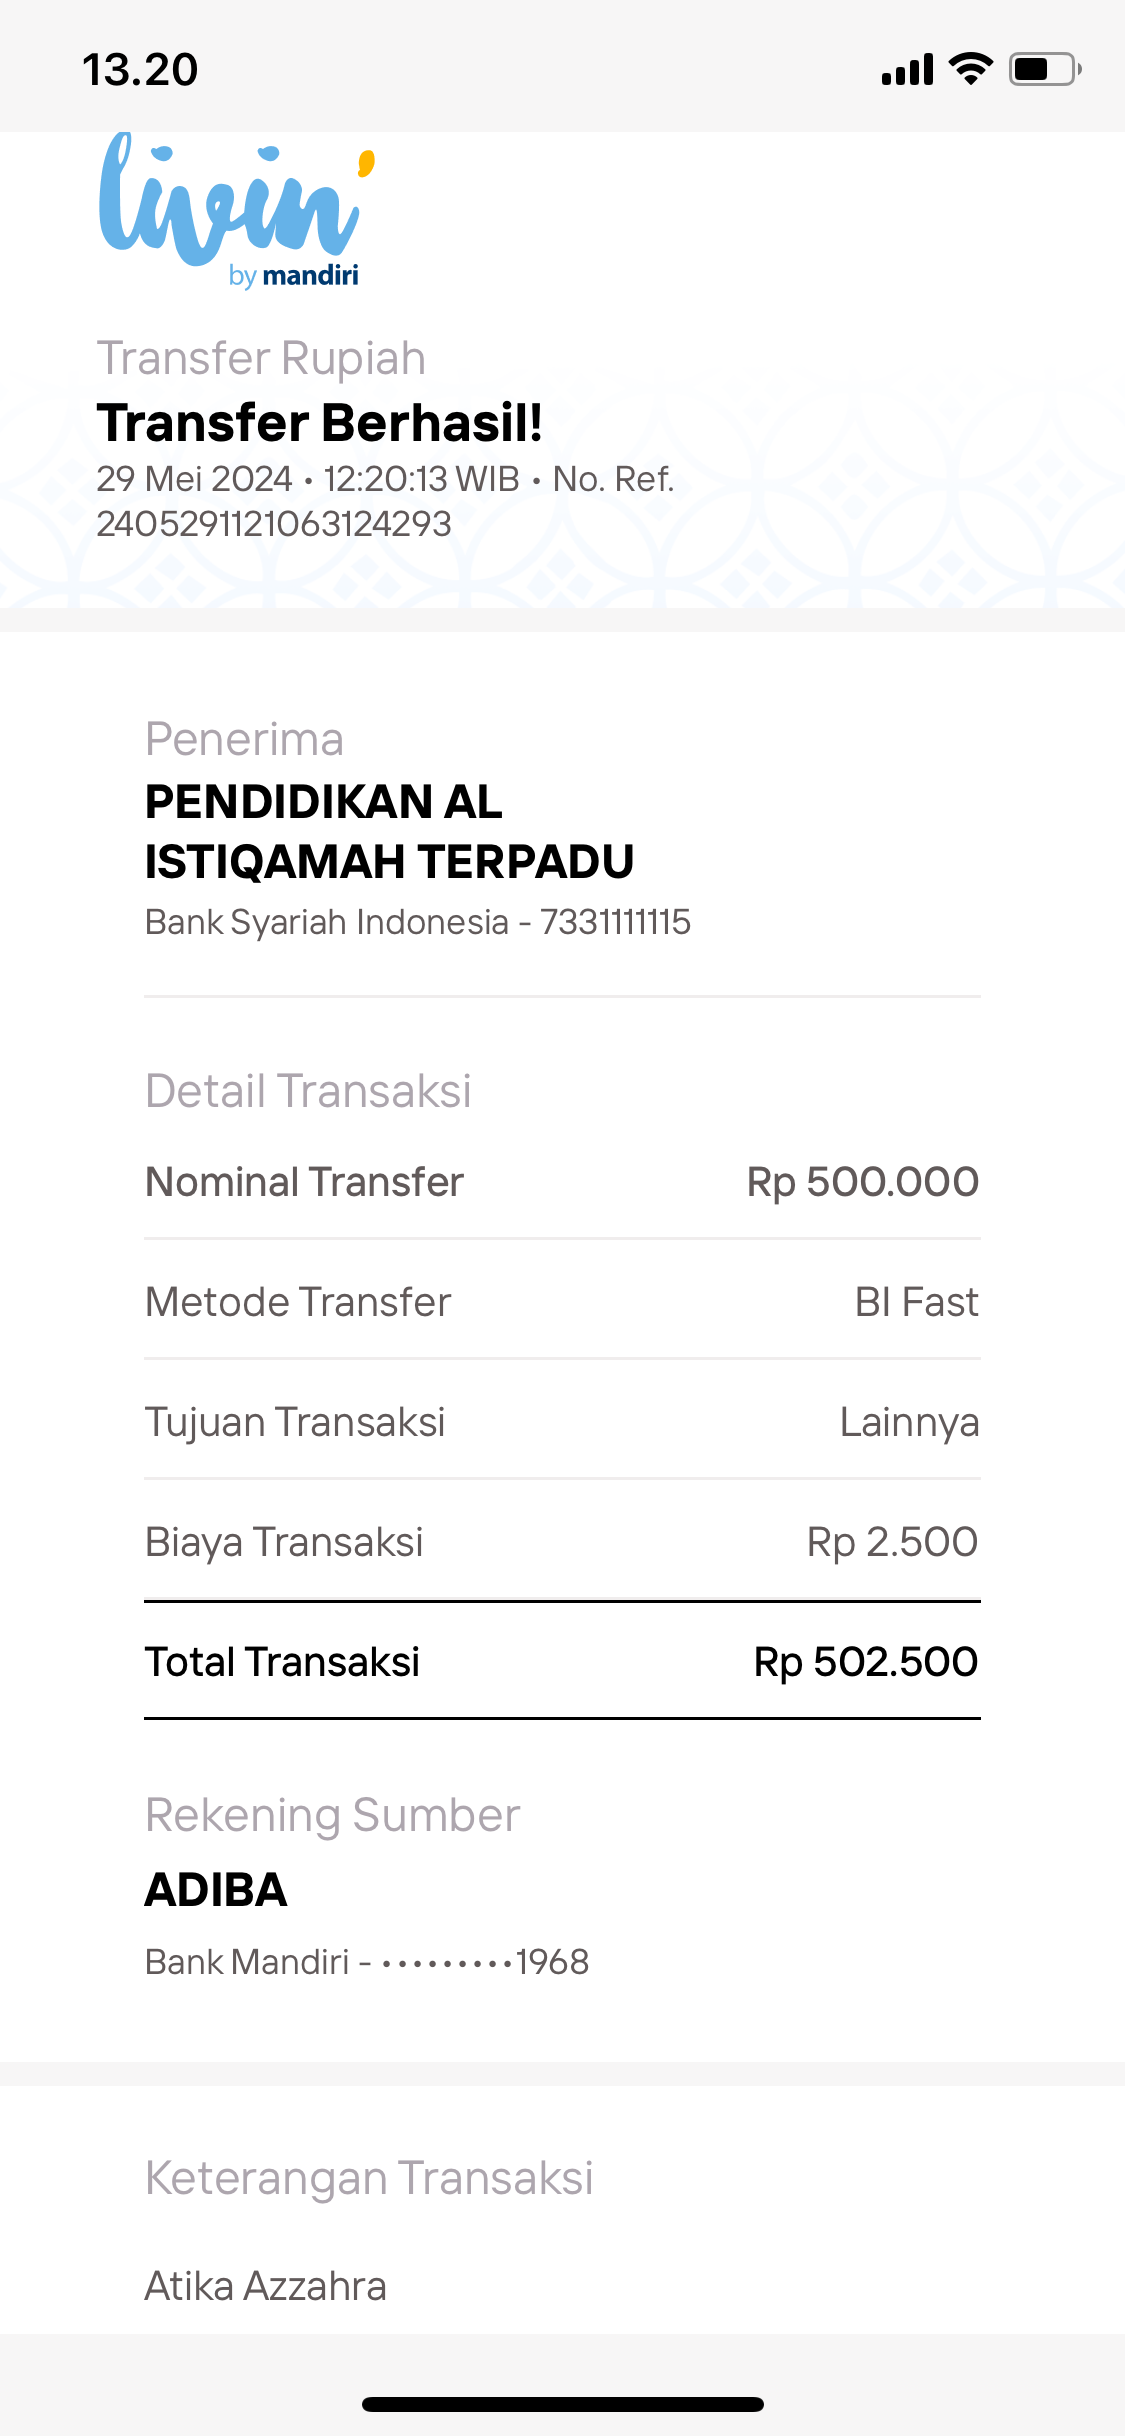 13.20
livin'
by mandiri
Transfer Rupiah
Transfer Berhasil!
29 Mei 2024 • 12:20:13 WIB • No. Ref.
2405291121063124293
Penerima
PENDIDIKAN AL
ISTIQAMAH TERPADU
Bank Syariah Indonesia - 7331111115
Detail Transaksi
Nominal Transfer Rp 500.000
Metode Transfer BI Fast
Tujuan Transaksi Lainnya
Biaya Transaksi Rp 2.500
Total Transaksi Rp 502.500
Rekening Sumber
ADIBA
Bank Mandiri - •••••••••1968
Keterangan Transaksi
Atika Azzahra